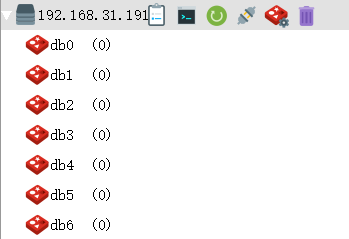 192.168.31.191
db0 (0)
db1 (0)
db2 (0)
db3 (0)
db4 (0)
db5 (0)
db6 (0)